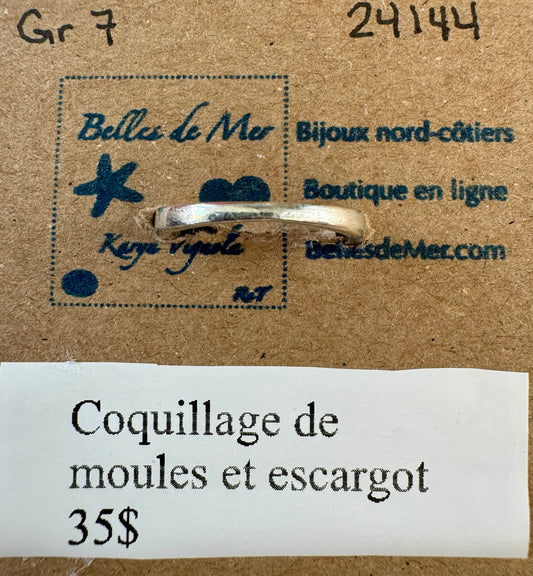 Gr 7
24144
Belles de Mer
Bijoux nord-côtiers
Boutique en ligne
BellesdeMer.com
Coquillage de
moules et escargot
35$